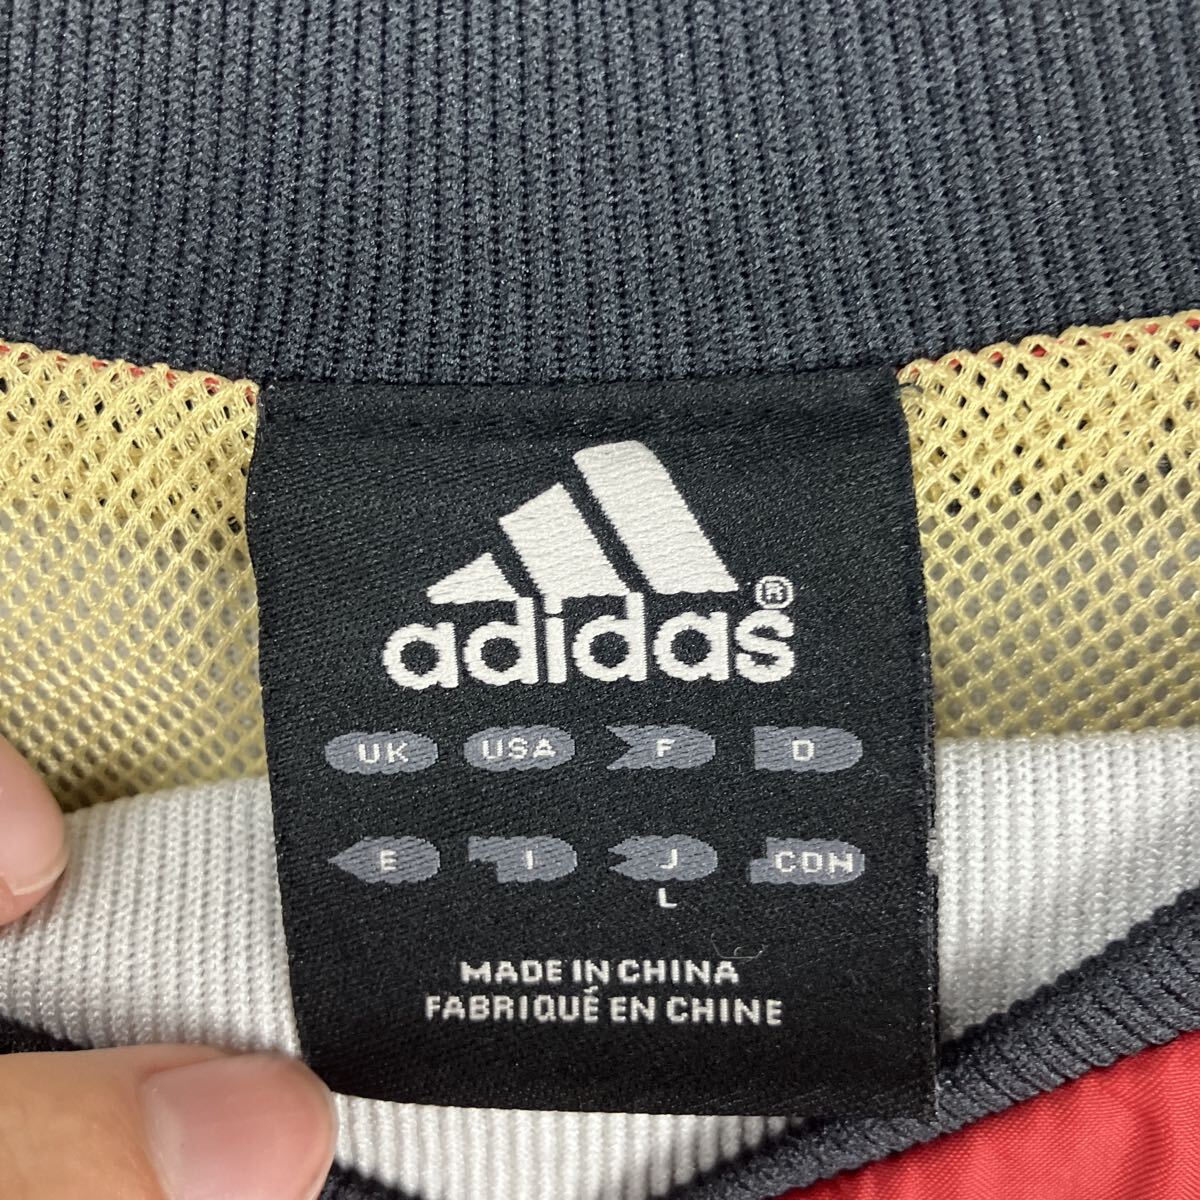 adidas®
UK USA F D
E I J CDN
L
MADE IN CHINA
FABRIQUÉ EN CHINE